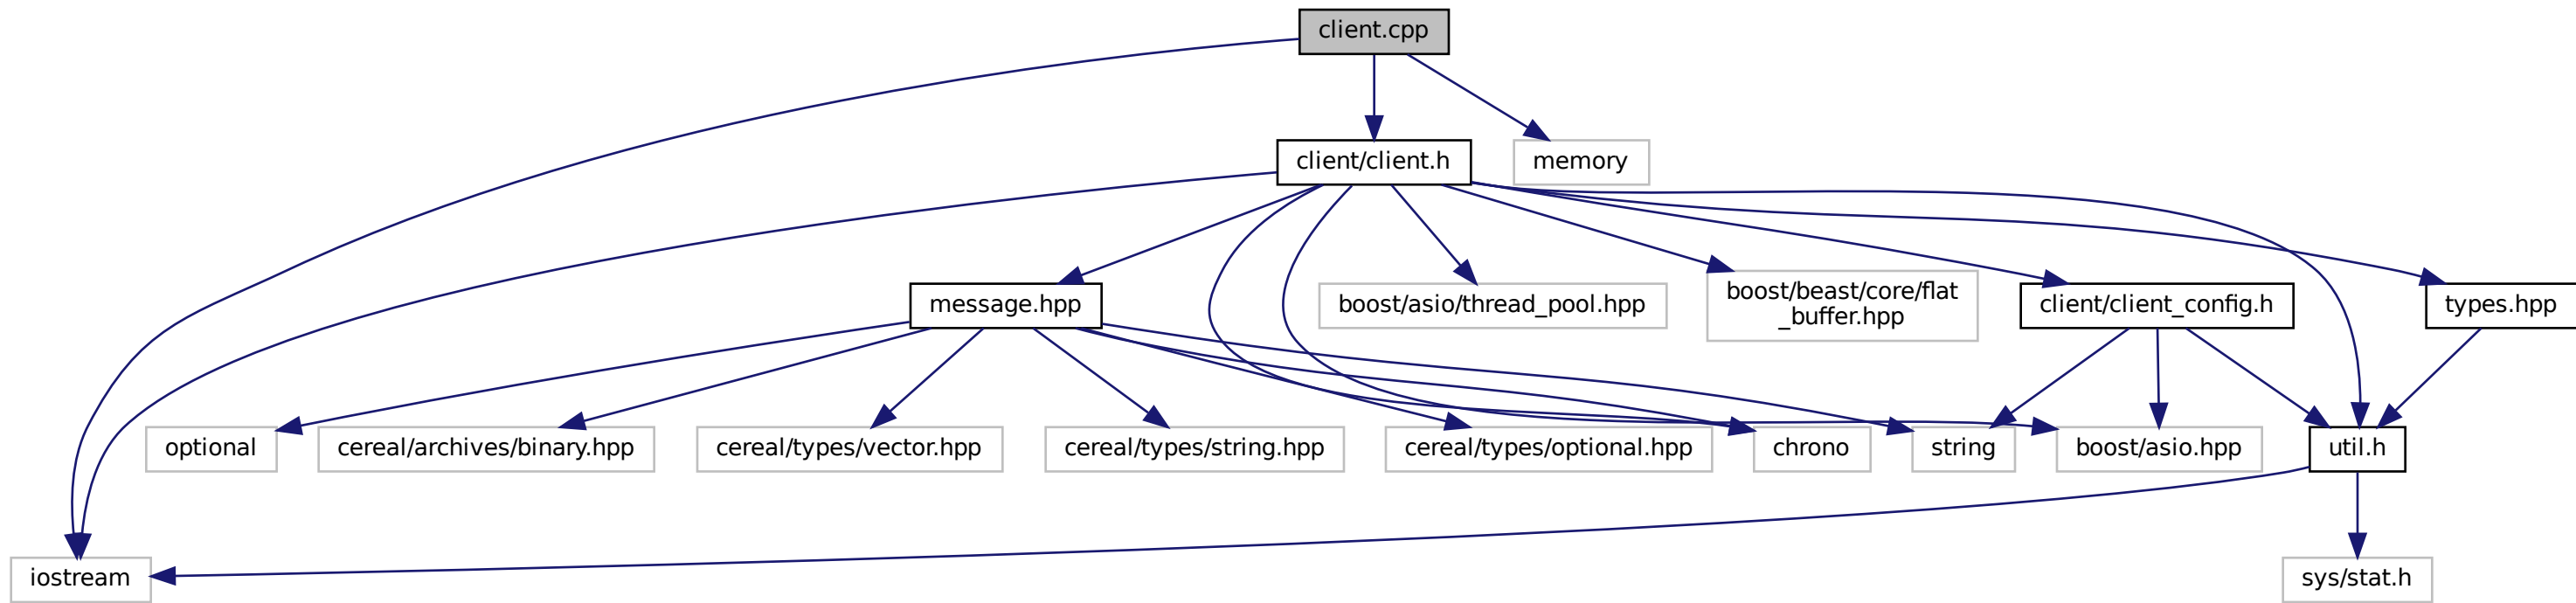 client.cpp
client/client.h
memory
message.hpp
boost/asio/thread_pool.hpp
boost/beast/core/flat
_buffer.hpp
client/client_config.h
types.hpp
optional
cereal/archives/binary.hpp
cereal/types/vector.hpp
cereal/types/string.hpp
cereal/types/optional.hpp
chrono
string
boost/asio.hpp
util.h
iostream
sys/stat.h